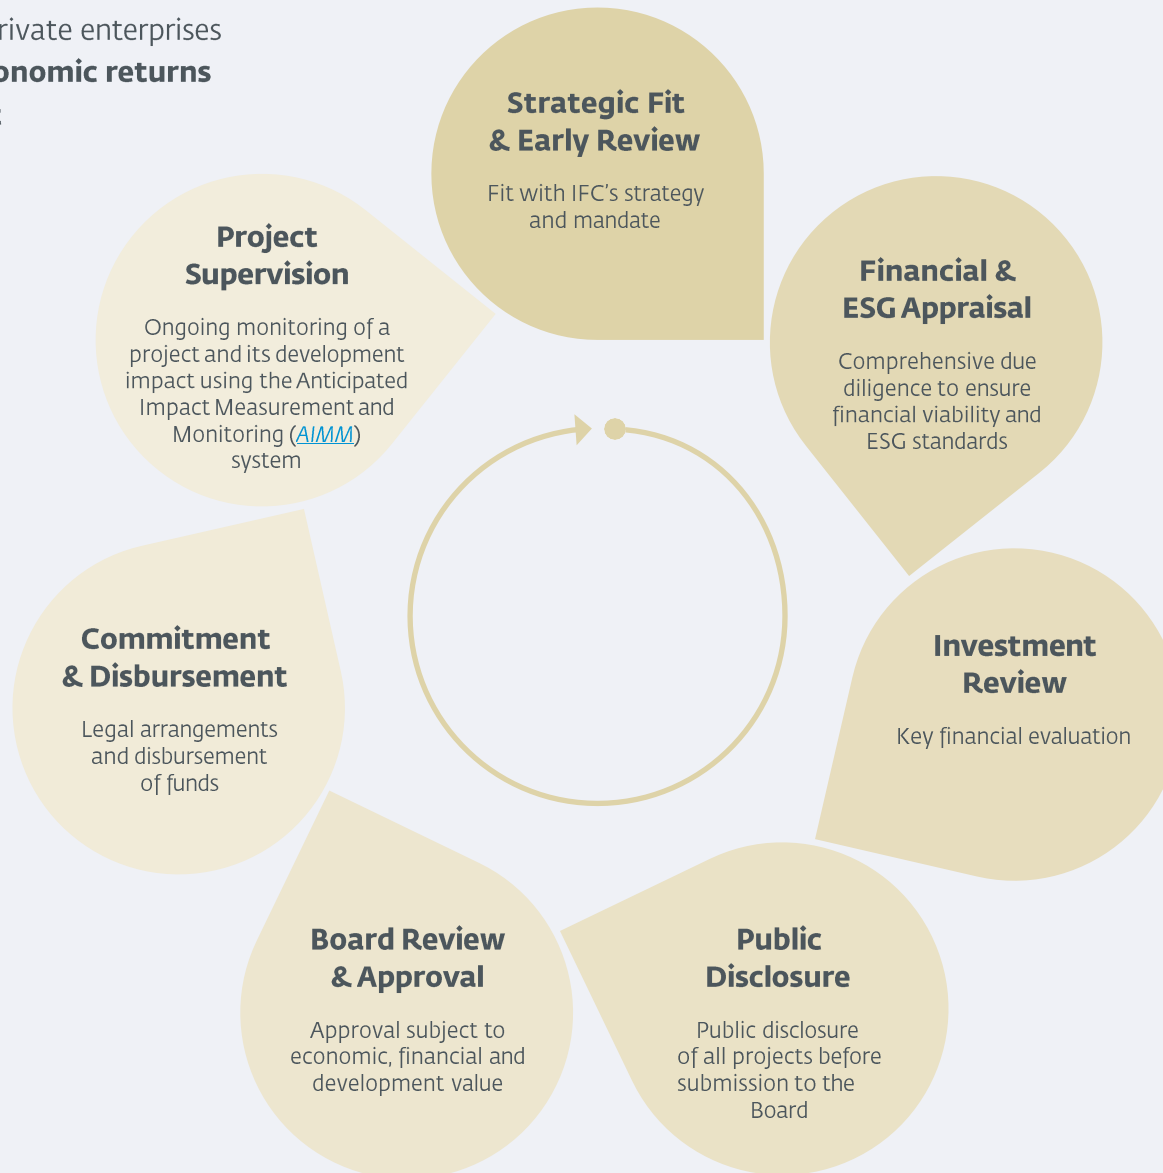 enterprises
returns
Strategic Fit
& Early Review
Fit with IFC’s strategy
and mandate
Financial &
ESG Appraisal
Comprehensive due
diligence to ensure
financial viability and
ESG standards
Investment
Review
Key financial evaluation
Public
Disclosure
Public disclosure
of all projects before
submission to the
Board
Board Review
& Approval
Approval subject to
economic, financial and
development value
Commitment
& Disbursement
Legal arrangements
and disbursement
of funds
Project
Supervision
Ongoing monitoring of a
project and its development
impact using the Anticipated
Impact Measurement and
Monitoring (AIMM)
system